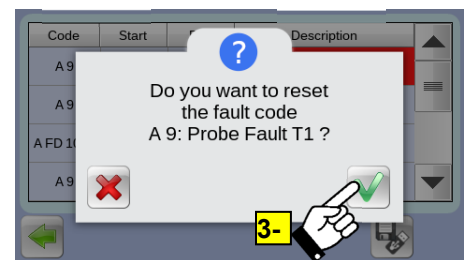 Code Start Description
A 9
?
Do you want to reset
the fault code
A 9: Probe Fault T1 ?
A 9
A FD 10
A 9
3-